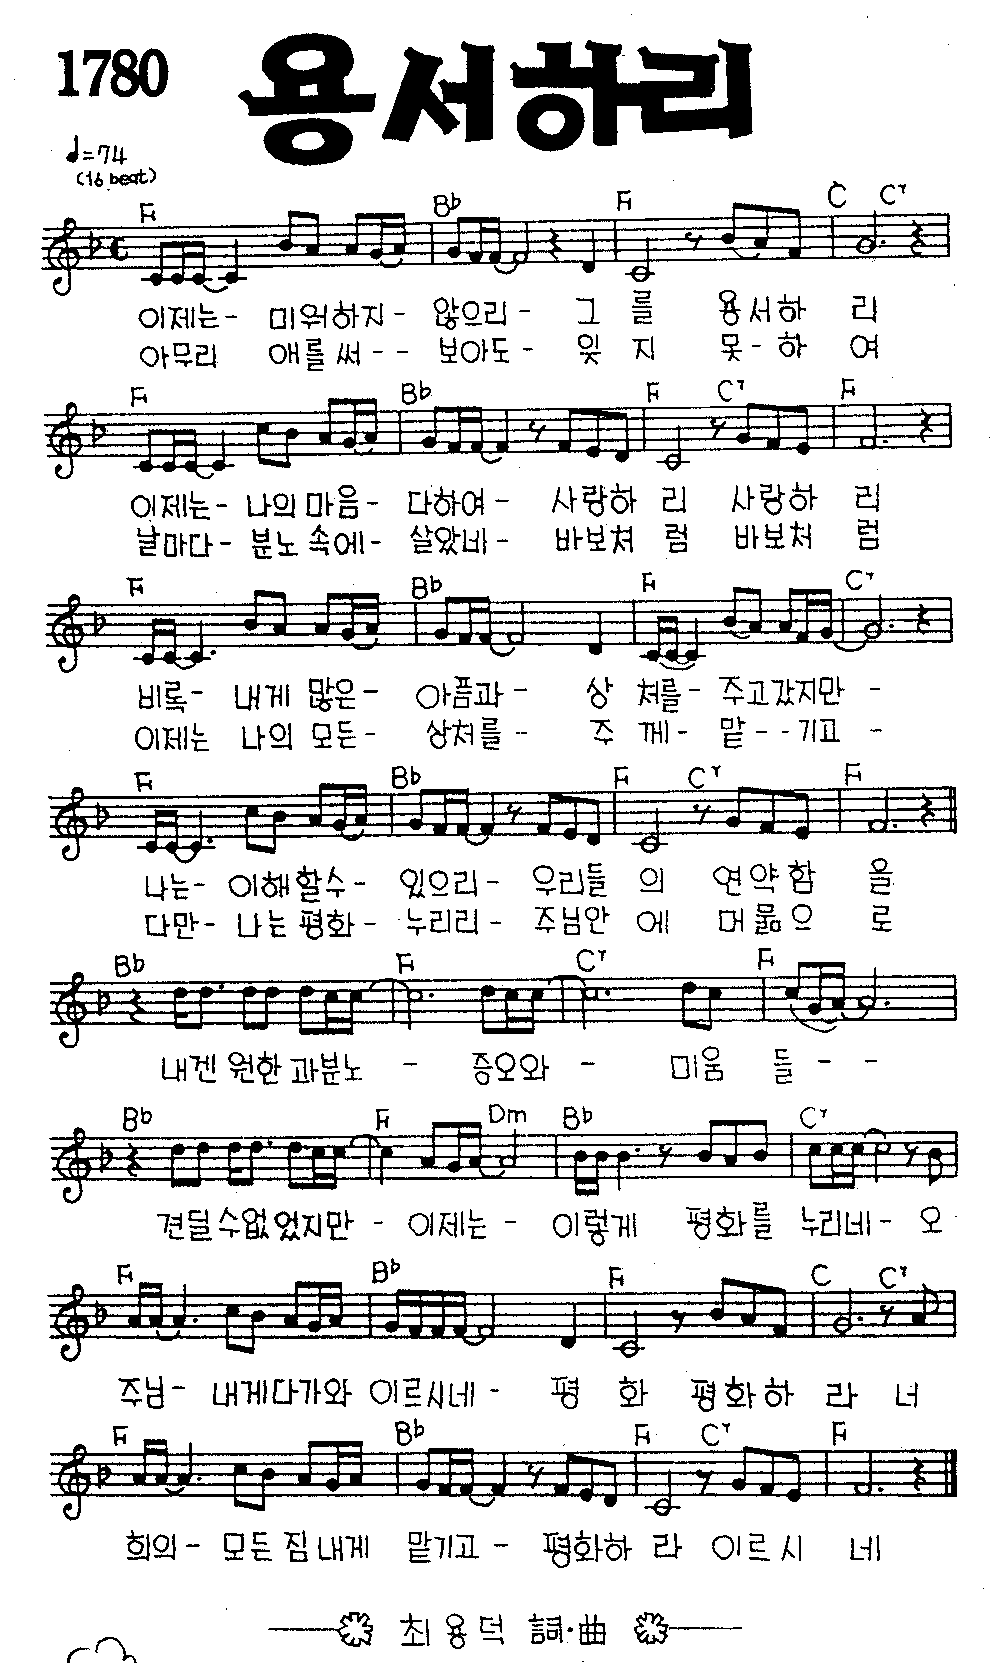 1780
용서하리
♩=74
(16 beat)
F Bb F C C7
이제는- 미워하지- 않으리- 그 를 용서하 리
아무리 애를써-- 보아도- 잊 지 못-하 여
F Bb F C7 F
이제는- 나의마음- 다하여- 사랑하 리 사랑하 리
날마다- 분노속에- 살았네- 바보쳐 럼 바보쳐 럼
F Bb F C7
비록- 내게 많은- 아픔과- 상 쳐를- 주고갔지만-
이제는 나의 모든- 상처를- 주 께- 맡--기고 -
F Bb F C7 F
나는- 이해할수- 있으리- 우리들 의 연약함 을
다만- 나는평화- 누리리- 주님안 에 머묾으 로
Bb F C7 F
내겐 원한과분노 - 증오와 - 미움 들--
Bb F Dm Bb C7
견딜수없었지만 - 이제는- 이렇게 평화를 누리네- 오
F Bb F C C7
주님- 내게다가와 이르시네- 평 화 평화하 라 너
F Bb F C7 F
희의- 모든짐내게 맡기고- 평화하 라 이르시 네
최용덕 詞·曲